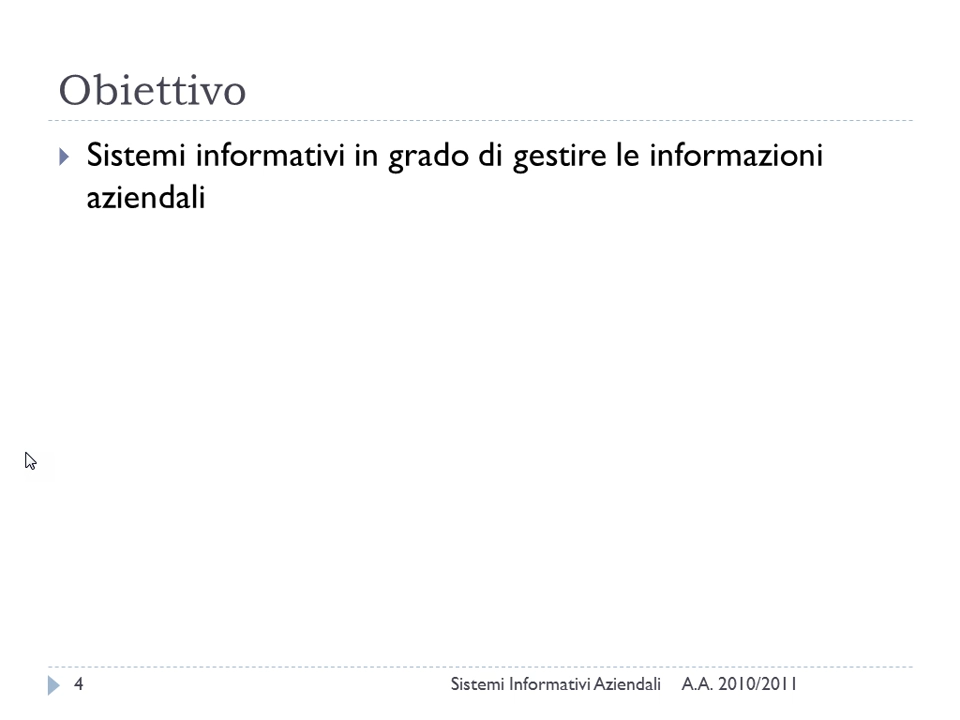 Obiettivo
Sistemi informativi in grado di gestire le informazioni
aziendali
4 Sistemi Informativi Aziendali A.A. 2010/2011